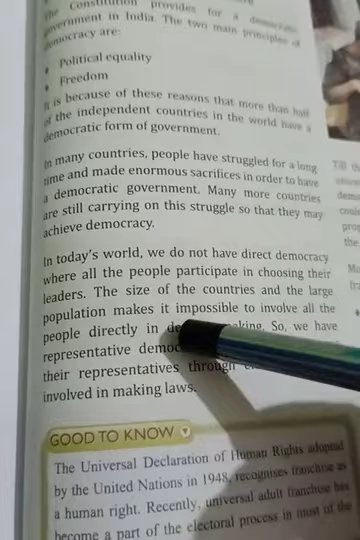 The Constitution provides for a democratic
government in India. The two main principles of
democracy are:
• Political equality
• Freedom
It is because of these reasons that more than half
of the independent countries in the world have a
democratic form of government.
In many countries, people have struggled for a long
time and made enormous sacrifices in order to have
a democratic government. Many more countries
are still carrying on this struggle so that they may
achieve democracy.
In today's world, we do not have direct democracy
where all the people participate in choosing their
leaders. The size of the countries and the large
population makes it impossible to involve all the
people directly in So, we have
representative
their representatives through
involved in making laws.
GOOD TO KNOW
The Universal Declaration of Human Rights adopted
by the United Nations in 1948, recognises franchise as
a human right. Recently, universal adult franchise has
become a part of the electoral process in most of the
Till
the